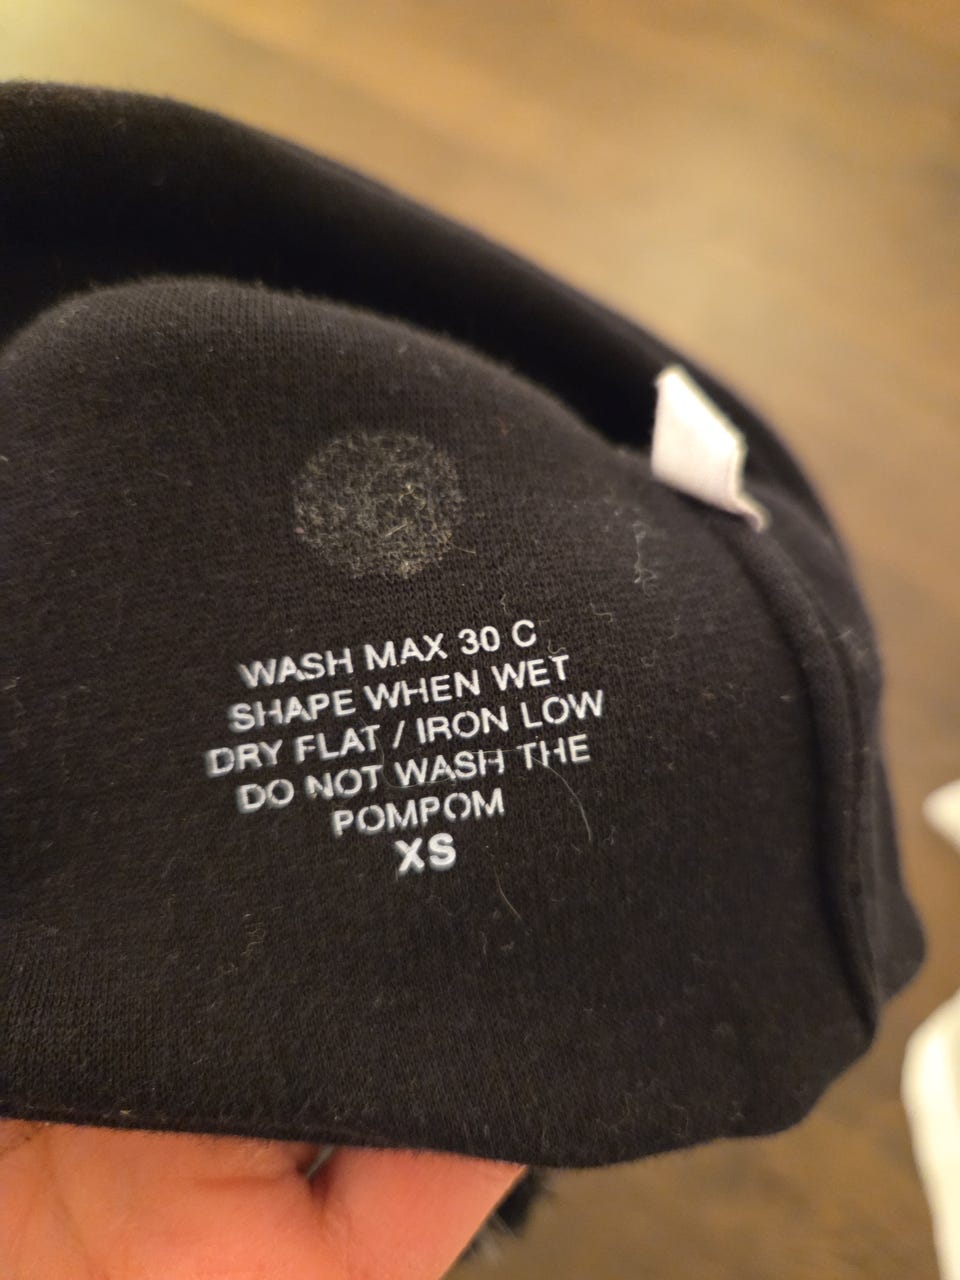 WASH MAX 30 C
SHAPE WHEN WET
DRY FLAT / IRON LOW
DO NOT WASH THE
POMPOM
XS